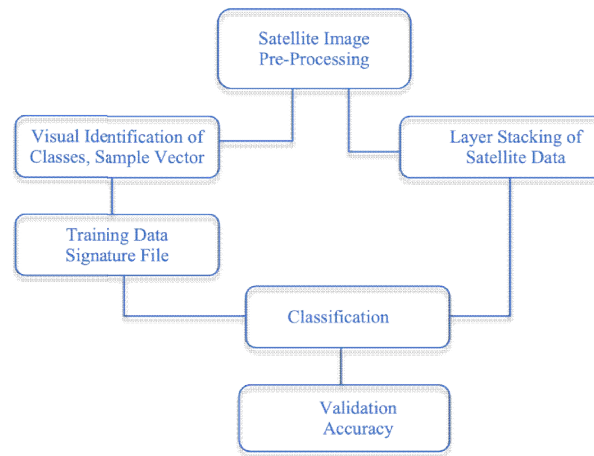 Satellite Image
Pre-Processing
Visual Identification of
Classes, Sample Vector
Layer Stacking of
Satellite Data
Training Data
Signature File
Classification
Validation
Accuracy